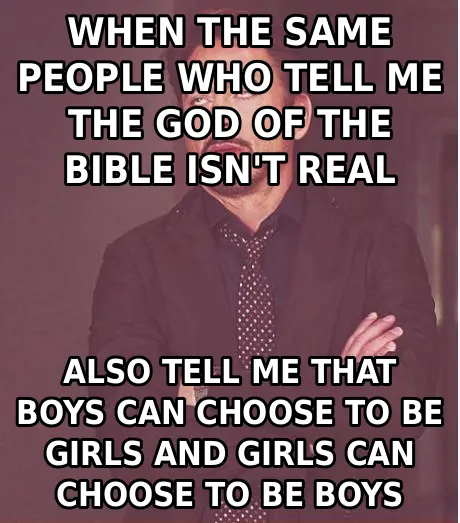 WHEN THE SAME
PEOPLE WHO TELL ME
THE GOD OF THE
BIBLE ISN'T REAL
ALSO TELL ME THAT
BOYS CAN CHOOSE TO BE
GIRLS AND GIRLS CAN
CHOOSE TO BE BOYS